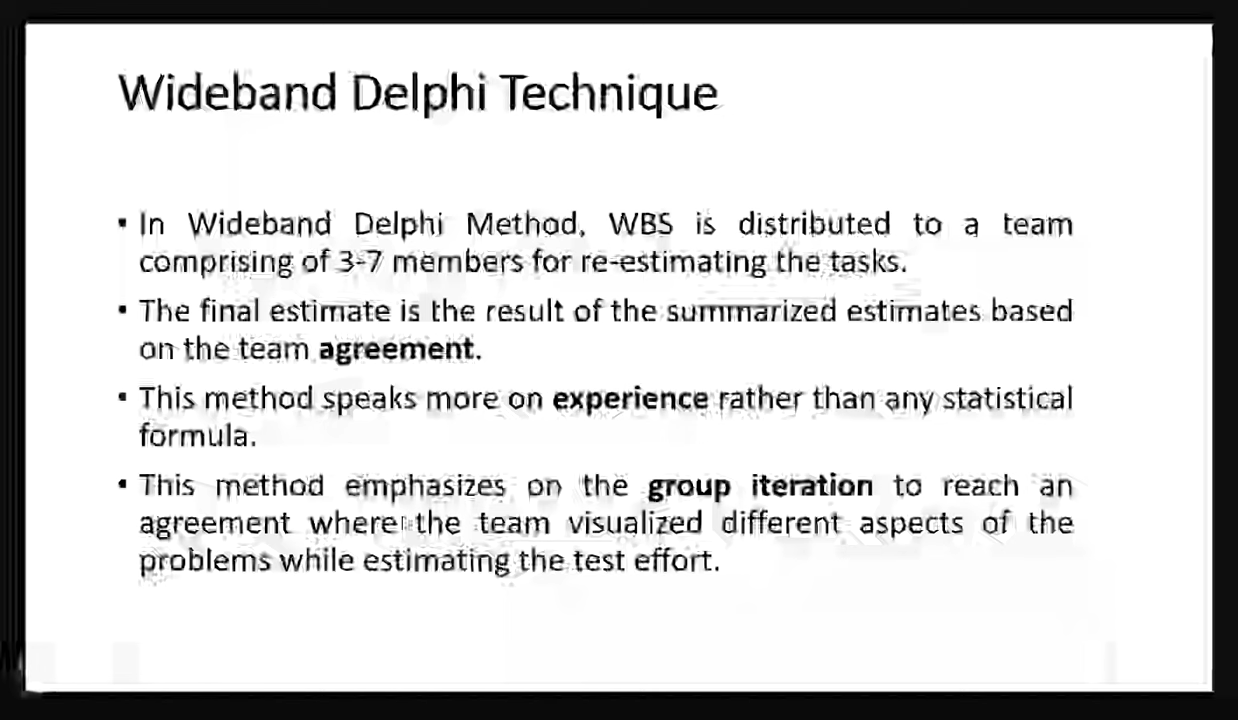 Wideband Delphi Technique
• In Wideband Delphi Method, WBS is distributed to a team
comprising of 3-7 members for re-estimating the tasks.
• The final estimate is the result of the summarized estimates based
on the team agreement.
• This method speaks more on experience rather than any statistical
formula.
• This method emphasizes on the group iteration to reach an
agreement where the team visualized different aspects of the
problems while estimating the test effort.